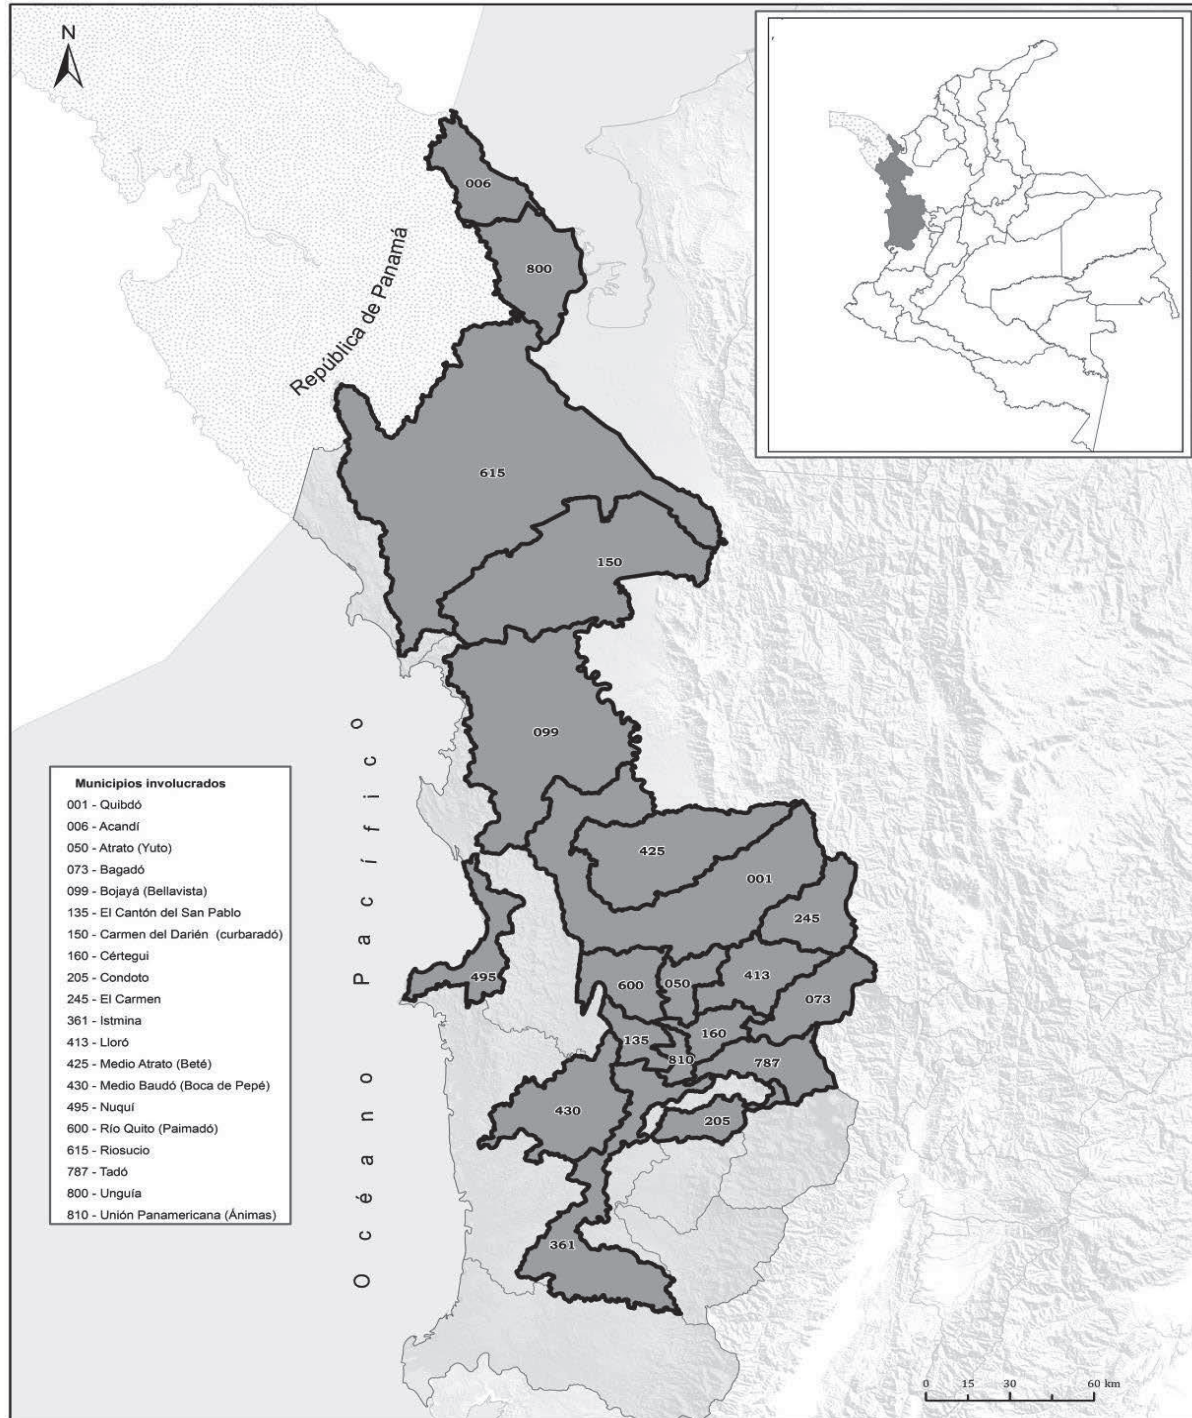 N
006
800
República de Panamá
615
150
099
425
001
245
495
600
050
413
073
135
810
160
787
430
205
361
Océano Pacífico
Municipios involucrados
001 - Quibdó
006 - Acandí
050 - Atrato (Yuto)
073 - Bagadó
099 - Bojayá (Bellavista)
135 - El Cantón del San Pablo
150 - Carmen del Darién (curbaradó)
160 - Cértegui
205 - Condoto
245 - El Carmen
361 - Istmina
413 - Lloró
425 - Medio Atrato (Beté)
430 - Medio Baudó (Boca de Pepé)
495 - Nuquí
600 - Río Quito (Paimadó)
615 - Riosucio
787 - Tadó
800 - Unguía
810 - Unión Panamericana (Ánimas)
0 15 30 60 km